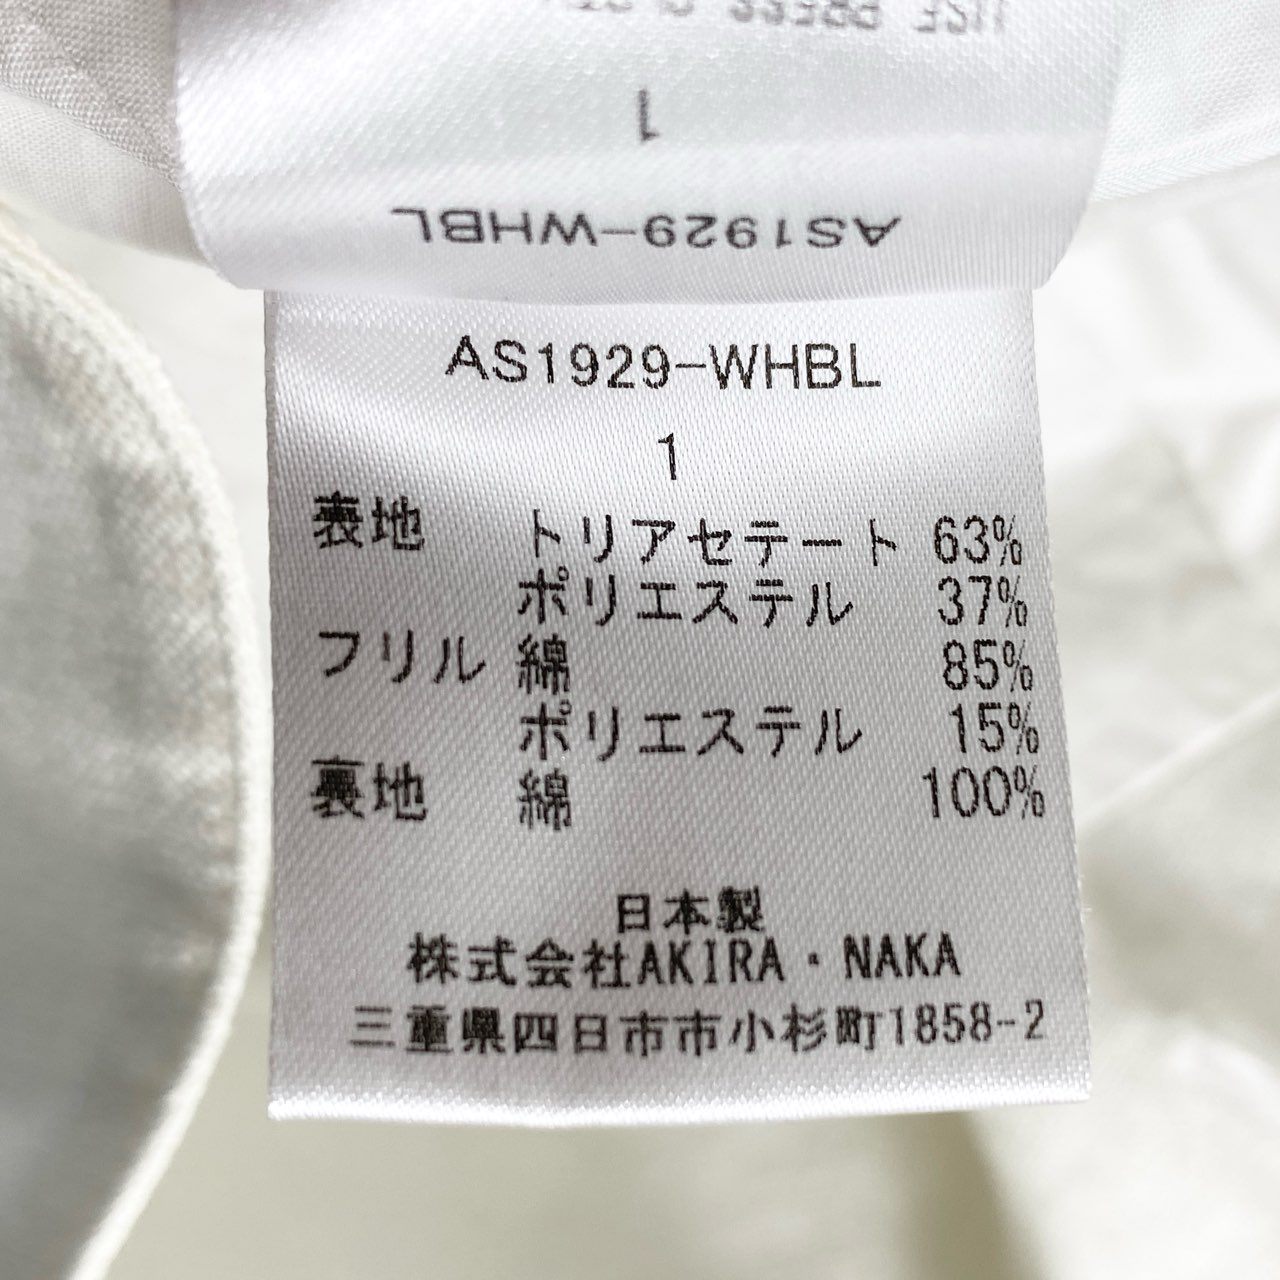 1
AS1929-WHBL
AS1929-WHBL
1
表地 トリアセテート 63%
ポリエステル 37%
フリル 綿 85%
ポリエステル 15%
裏地 綿 100%
日本製
株式会社AKIRA・NAKA
三重県四日市市小杉町1858-2